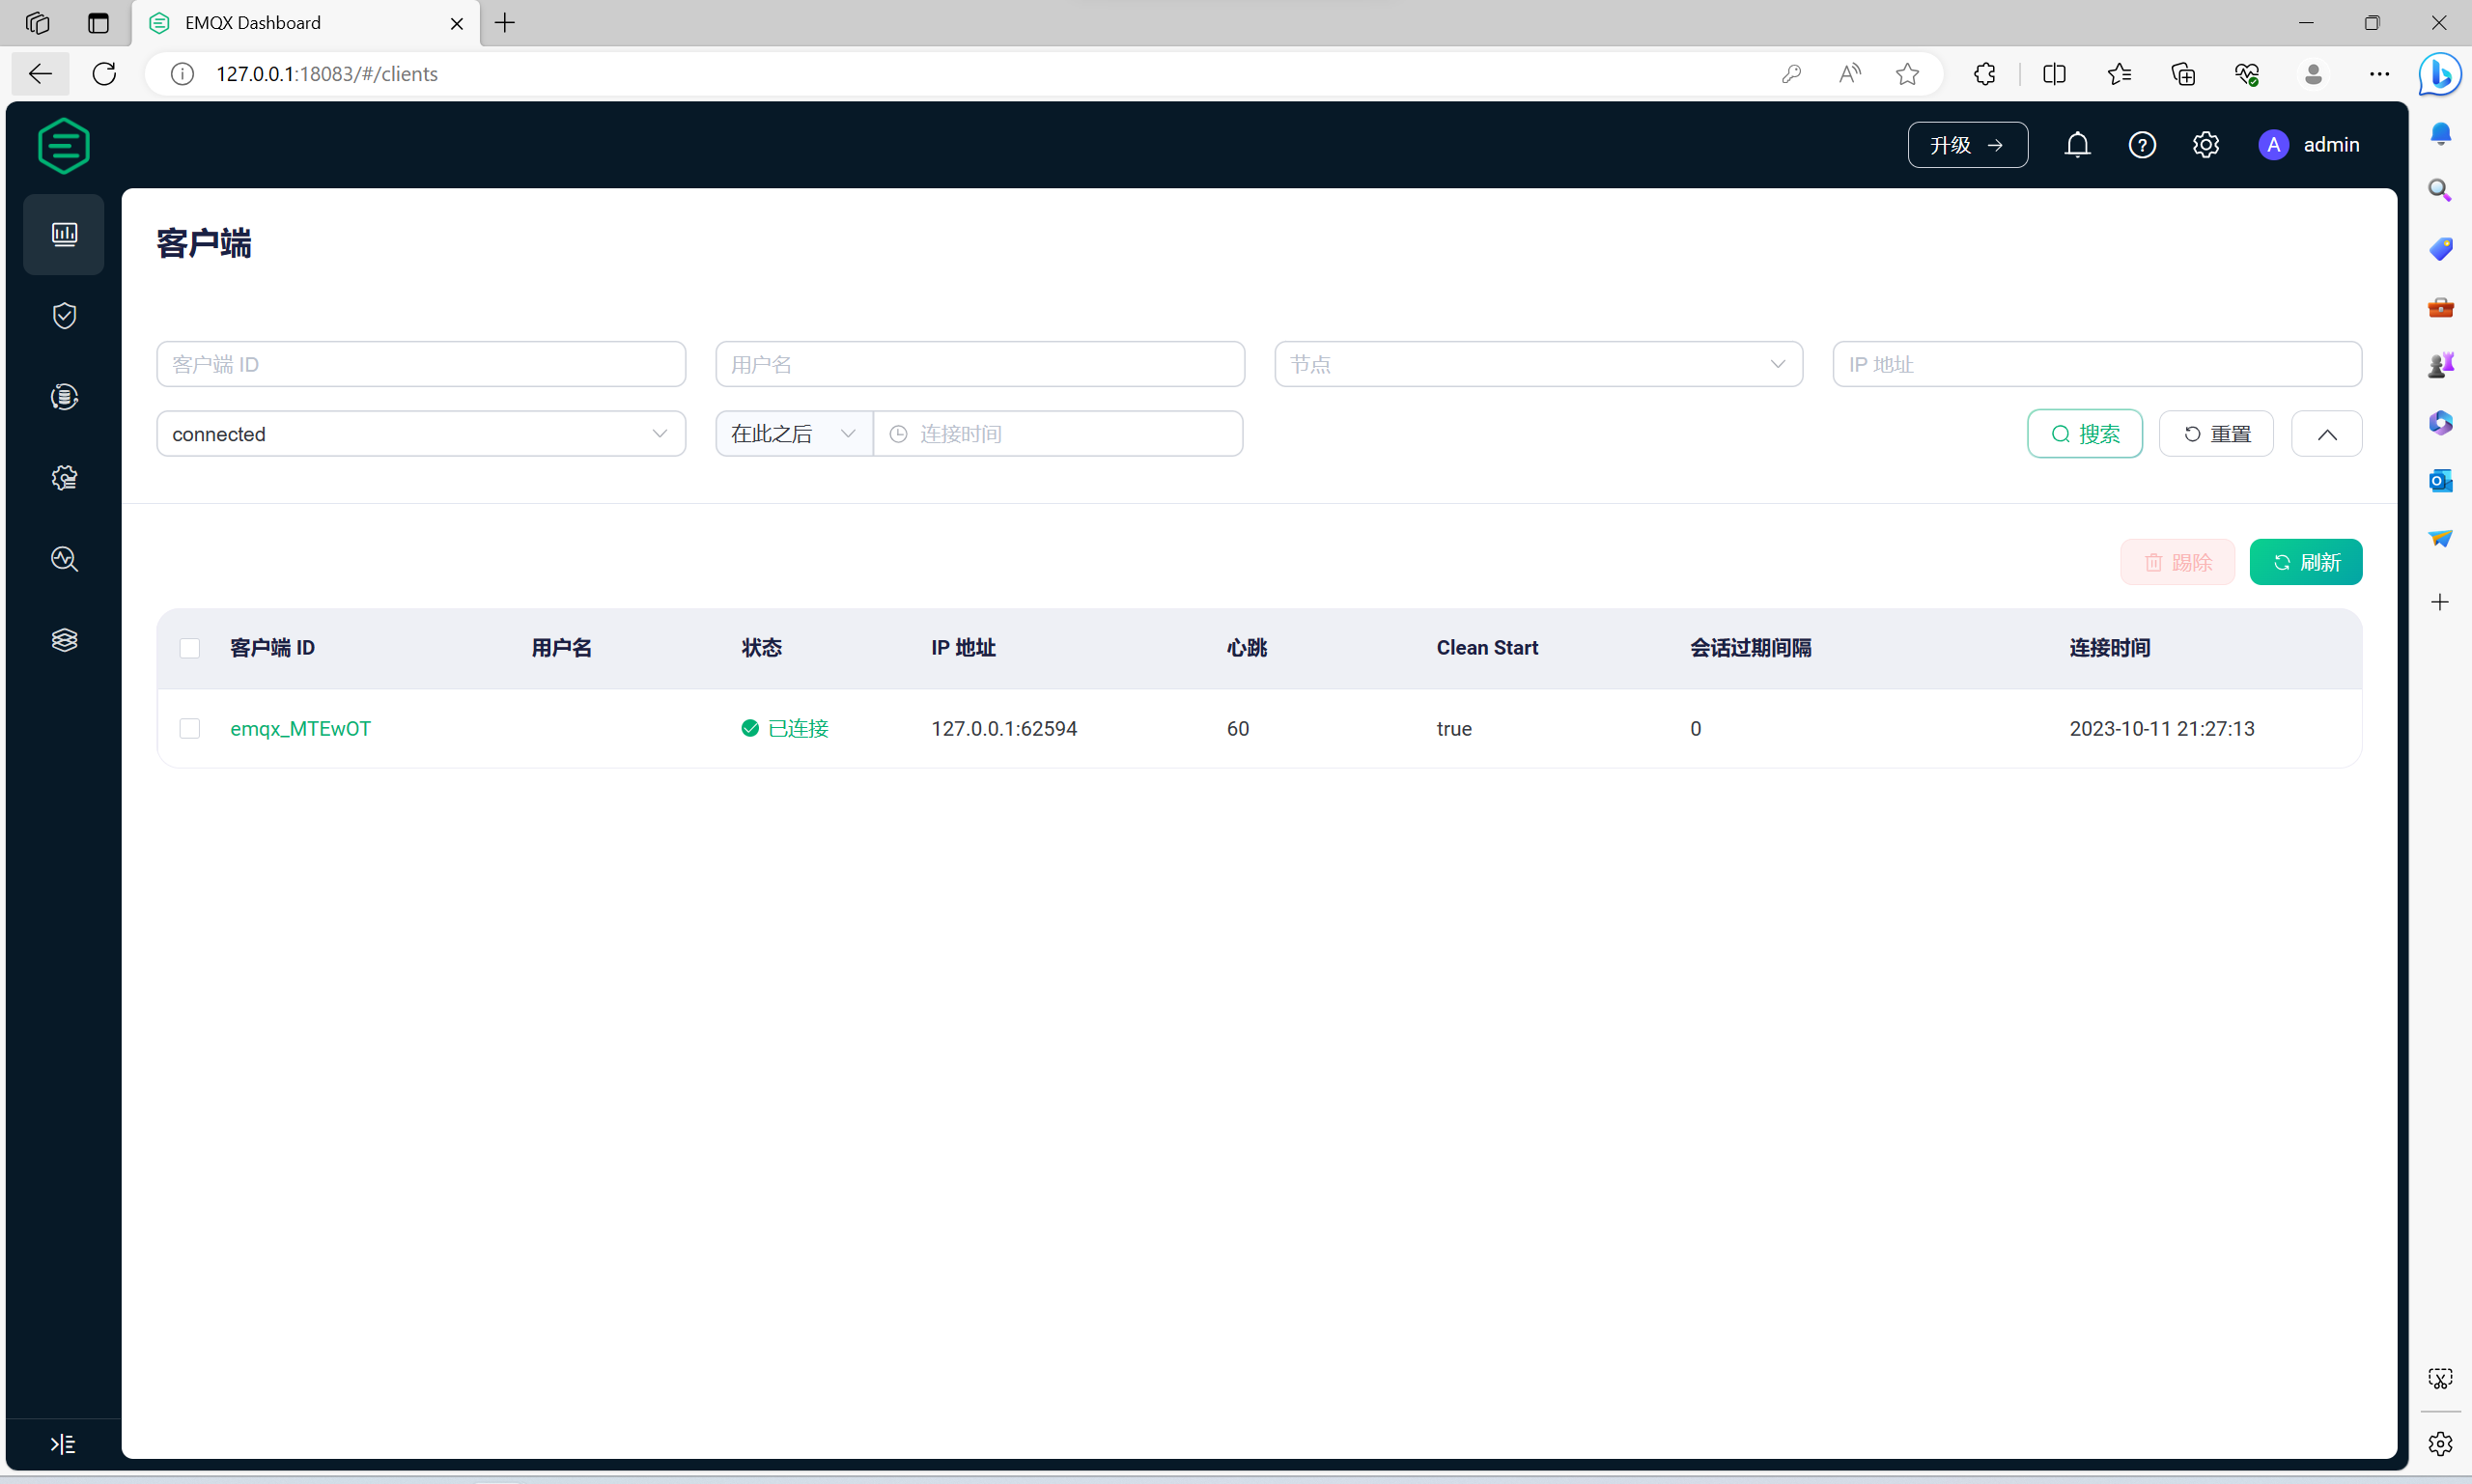 EMQX Dashboard
127.0.0.1:18083/#/clients
升级 → A admin
客户端
客户端 ID 用户名 节点 IP 地址
connected 在此之后 连接时间 搜索 重置
踢除 刷新
客户端 ID 用户名 状态 IP 地址 心跳 Clean Start 会话过期间隔 连接时间
emqx_MTEwOT 已连接 127.0.0.1:62594 60 true 0 2023-10-11 21:27:13